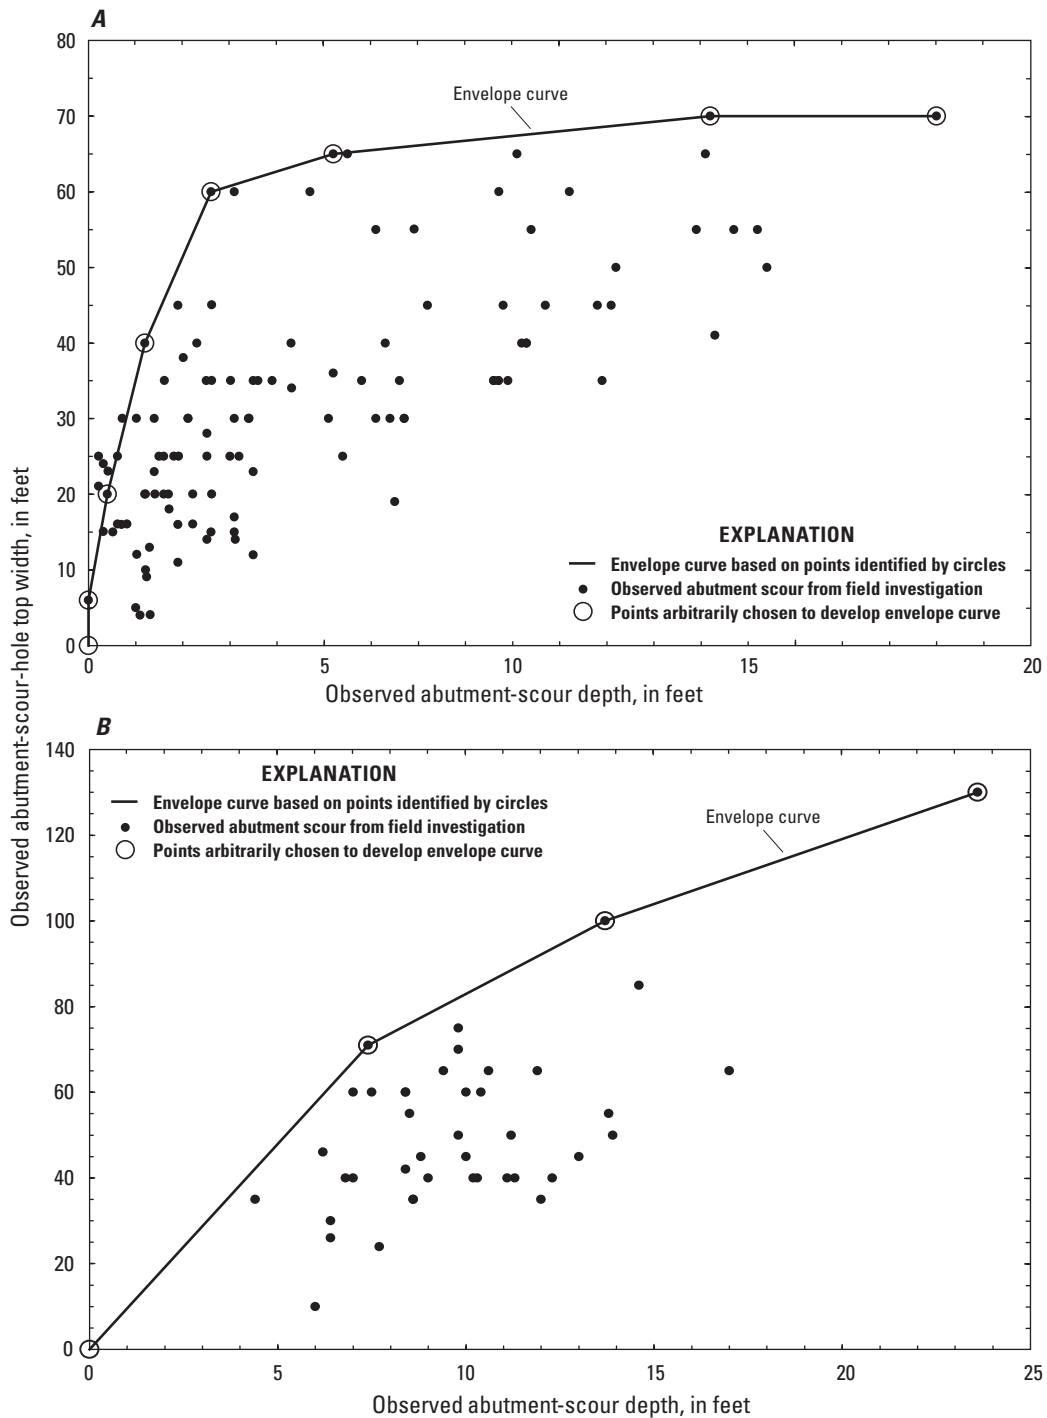 A
80
70
60
50
40
30
20
10
0
Envelope curve
EXPLANATION
Envelope curve based on points identified by circles
Observed abutment scour from field investigation
Points arbitrarily chosen to develop envelope curve
0 5 10 15 20
Observed abutment-scour depth, in feet
Observed abutment-scour-hole top width, in feet
B
140
120
100
80
60
40
20
0
EXPLANATION
Envelope curve based on points identified by circles
Observed abutment scour from field investigation
Points arbitrarily chosen to develop envelope curve
Envelope curve
0 5 10 15 20 25
Observed abutment-scour depth, in feet